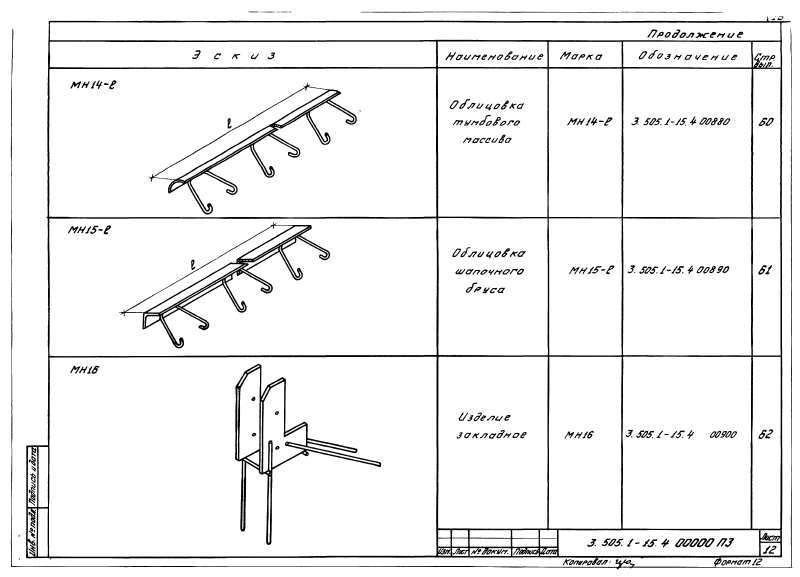 Продолжение
Эскиз
Наименование
Марка
Обозначение
Стр. вып.
МН14-ℓ
ℓ
Облицовка
тумбового
массива
МН14-ℓ
3.505.1-15.4 00880
60
МН15-ℓ
ℓ
Облицовка
шапочного
бруса
МН15-ℓ
3.505.1-15.4 00890
61
МН16
Изделие
закладное
МН16
3.505.1-15.4 00900
62
Инв. № подл. Подпись и дата
Изм. Лист № докум. Подпись Дата
3.505.1-15.4 00000 ПЗ
Лист
12
Копировал:
Формат 12